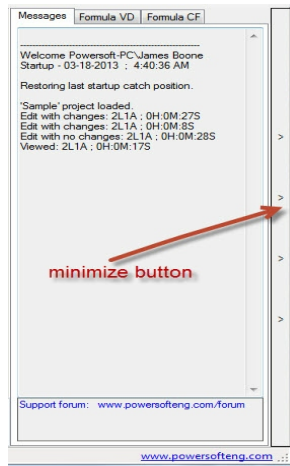 Messages Formula VD Formula CF
--------------------------------------------------------
Welcome Powersoft-PC\James Boone
Startup - 03-18-2013 ; 4:40:36 AM
Restoring last startup catch position.
'Sample' project loaded.
Edit with changes: 2L1A ; 0H:0M:27S
Edit with changes: 2L1A ; 0H:0M:8S
Edit with no changes: 2L1A ; 0H:0M:28S
Viewed: 2L1A ; 0H:0M:17S
>
>
minimize button
>
>
Support forum: www.powersofteng.com/forum
www.powersofteng.com